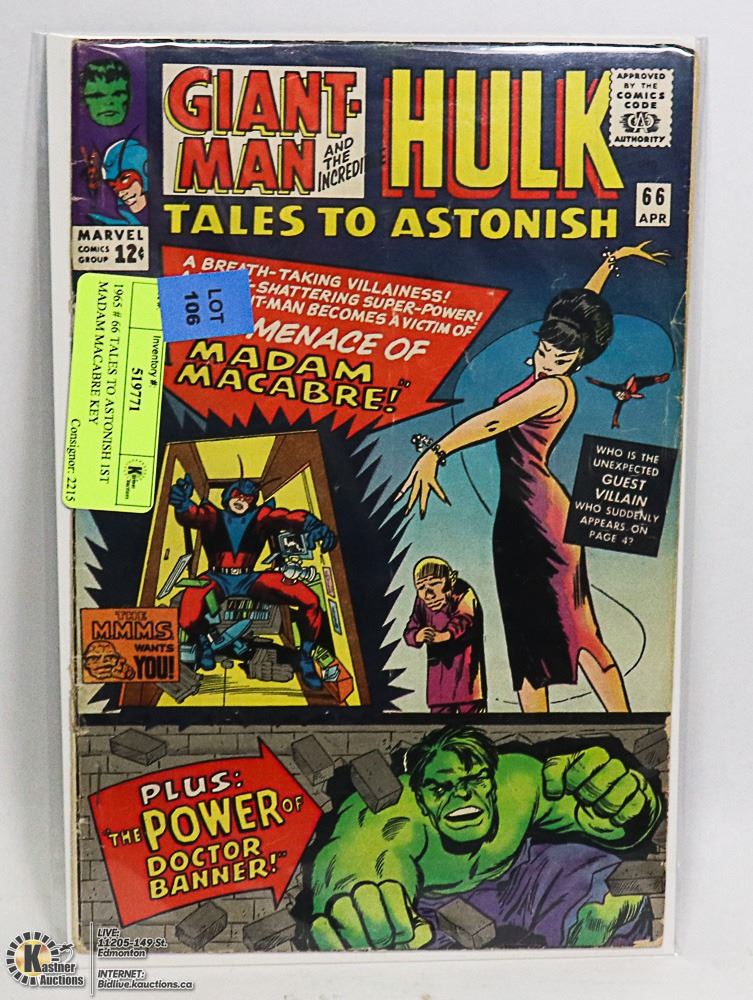 GIANT-
MAN
AND
THE
INCREDI
HULK
APPROVED
BY THE
COMICS
CODE
AUTHORITY
TALES TO ASTONISH
66
APR
MARVEL
COMICS
GROUP 12¢
A BREATH-TAKING VILLAINESS!
-SHATTERING SUPER-POWER!
T-MAN BECOMES A VICTIM OF
MENACE OF
MADAM
MACABRE!"
LOT
106
Inventory #:
519771
Kastner
Auctions
1965 # 66 TALES TO ASTONISH 1ST
MADAM MACABRE KEY
Consignor: 2215
WHO IS THE
UNEXPECTED
GUEST
VILLAIN
WHO SUDDENLY
APPEARS ON
PAGE 4?
THE
M.M.M.S.
WANTS
YOU!
PLUS:
"THE POWER OF
DOCTOR
BANNER!"
Kastner
Auctions
LIVE:
11205-149 St.
Edmonton
INTERNET:
Bidlive.kauctions.ca